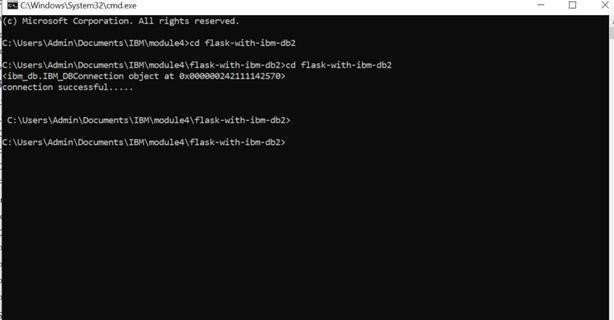 C:\Windows\System32\cmd.exe
(c) Microsoft Corporation. All rights reserved.
C:\Users\Admin\Documents\IBM\module4>cd flask-with-ibm-db2
C:\Users\Admin\Documents\IBM\module4\flask-with-ibm-db2>cd flask-with-ibm-db2
<ibm_db.IBM_DBConnection object at 0x000000242111142570>
connection successful.....
C:\Users\Admin\Documents\IBM\module4\flask-with-ibm-db2>
C:\Users\Admin\Documents\IBM\module4\flask-with-ibm-db2>